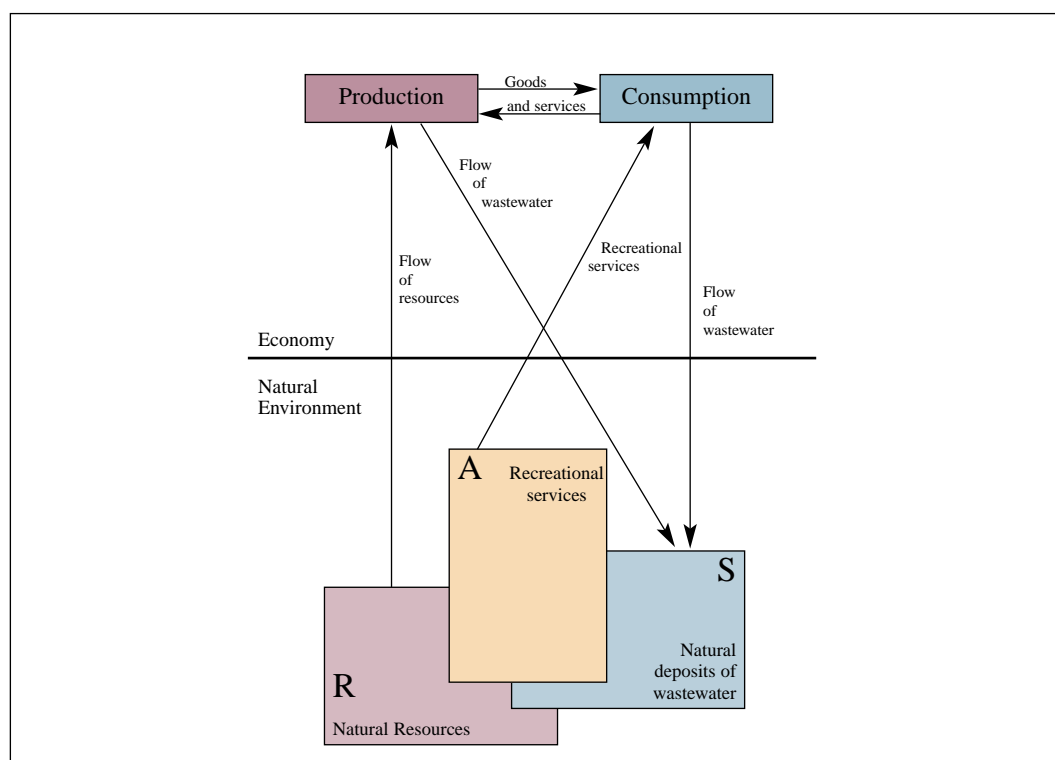 Production
Goods
and services
Consumption
Flow
of
wastewater
Recreational
services
Flow
of
resources
Flow
of
wastewater
Economy
Natural
Environment
A
Recreational
services
S
Natural
deposits of
wastewater
R
Natural Resources